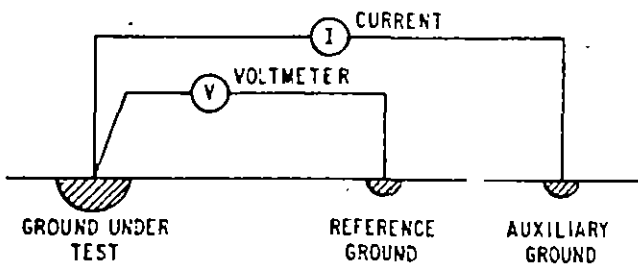 CURRENT
I
VOLTMETER
V
GROUND UNDER
TEST
REFERENCE
GROUND
AUXILIARY
GROUND